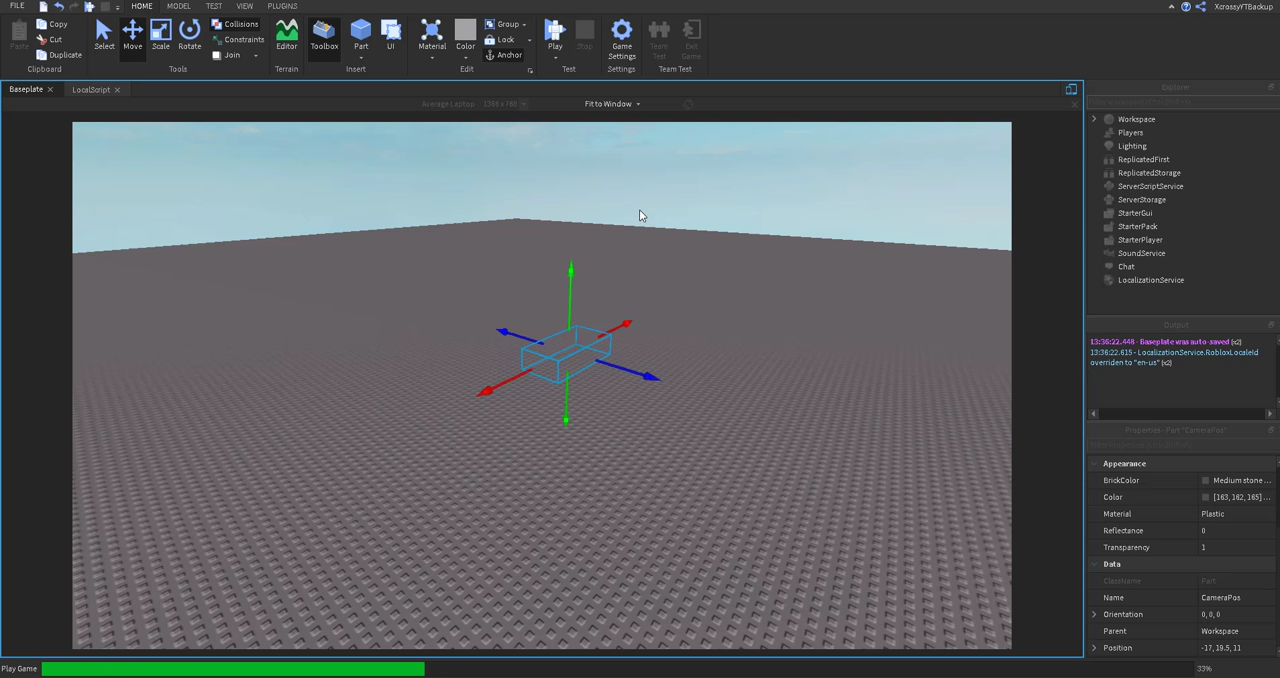 FILE HOME MODEL TEST VIEW PLUGINS XcrossyYTBackup
Copy
Cut
Duplicate
Paste
Clipboard
Select Move Scale Rotate
Collisions
Constraints
Join
Tools
Editor
Terrain
Toolbox Part UI
Insert
Material Color
Group
Lock
Anchor
Edit
Play Stop
Test
Game
Settings
Settings
Team
Test
Exit
Game
Team Test
Baseplate LocalScript
Average Laptop 1366 x 768 Fit to Window
Explorer
Workspace
Players
Lighting
ReplicatedFirst
ReplicatedStorage
ServerScriptService
ServerStorage
StarterGui
StarterPack
StarterPlayer
SoundService
Chat
LocalizationService
Output
13:36:22.448 - Baseplate was auto-saved (x2)
13:36:22.615 - LocalizationService.RobloxLocaleId
overriden to "en-us" (x2)
Properties - Part "CameraPos"
Appearance
BrickColor Medium stone ...
Color [163, 162, 165] ...
Material Plastic
Reflectance 0
Transparency 1
Data
ClassName Part
Name CameraPos
Orientation 0, 0, 0
Parent Workspace
Position -17, 19.5, 11
Play Game 33%